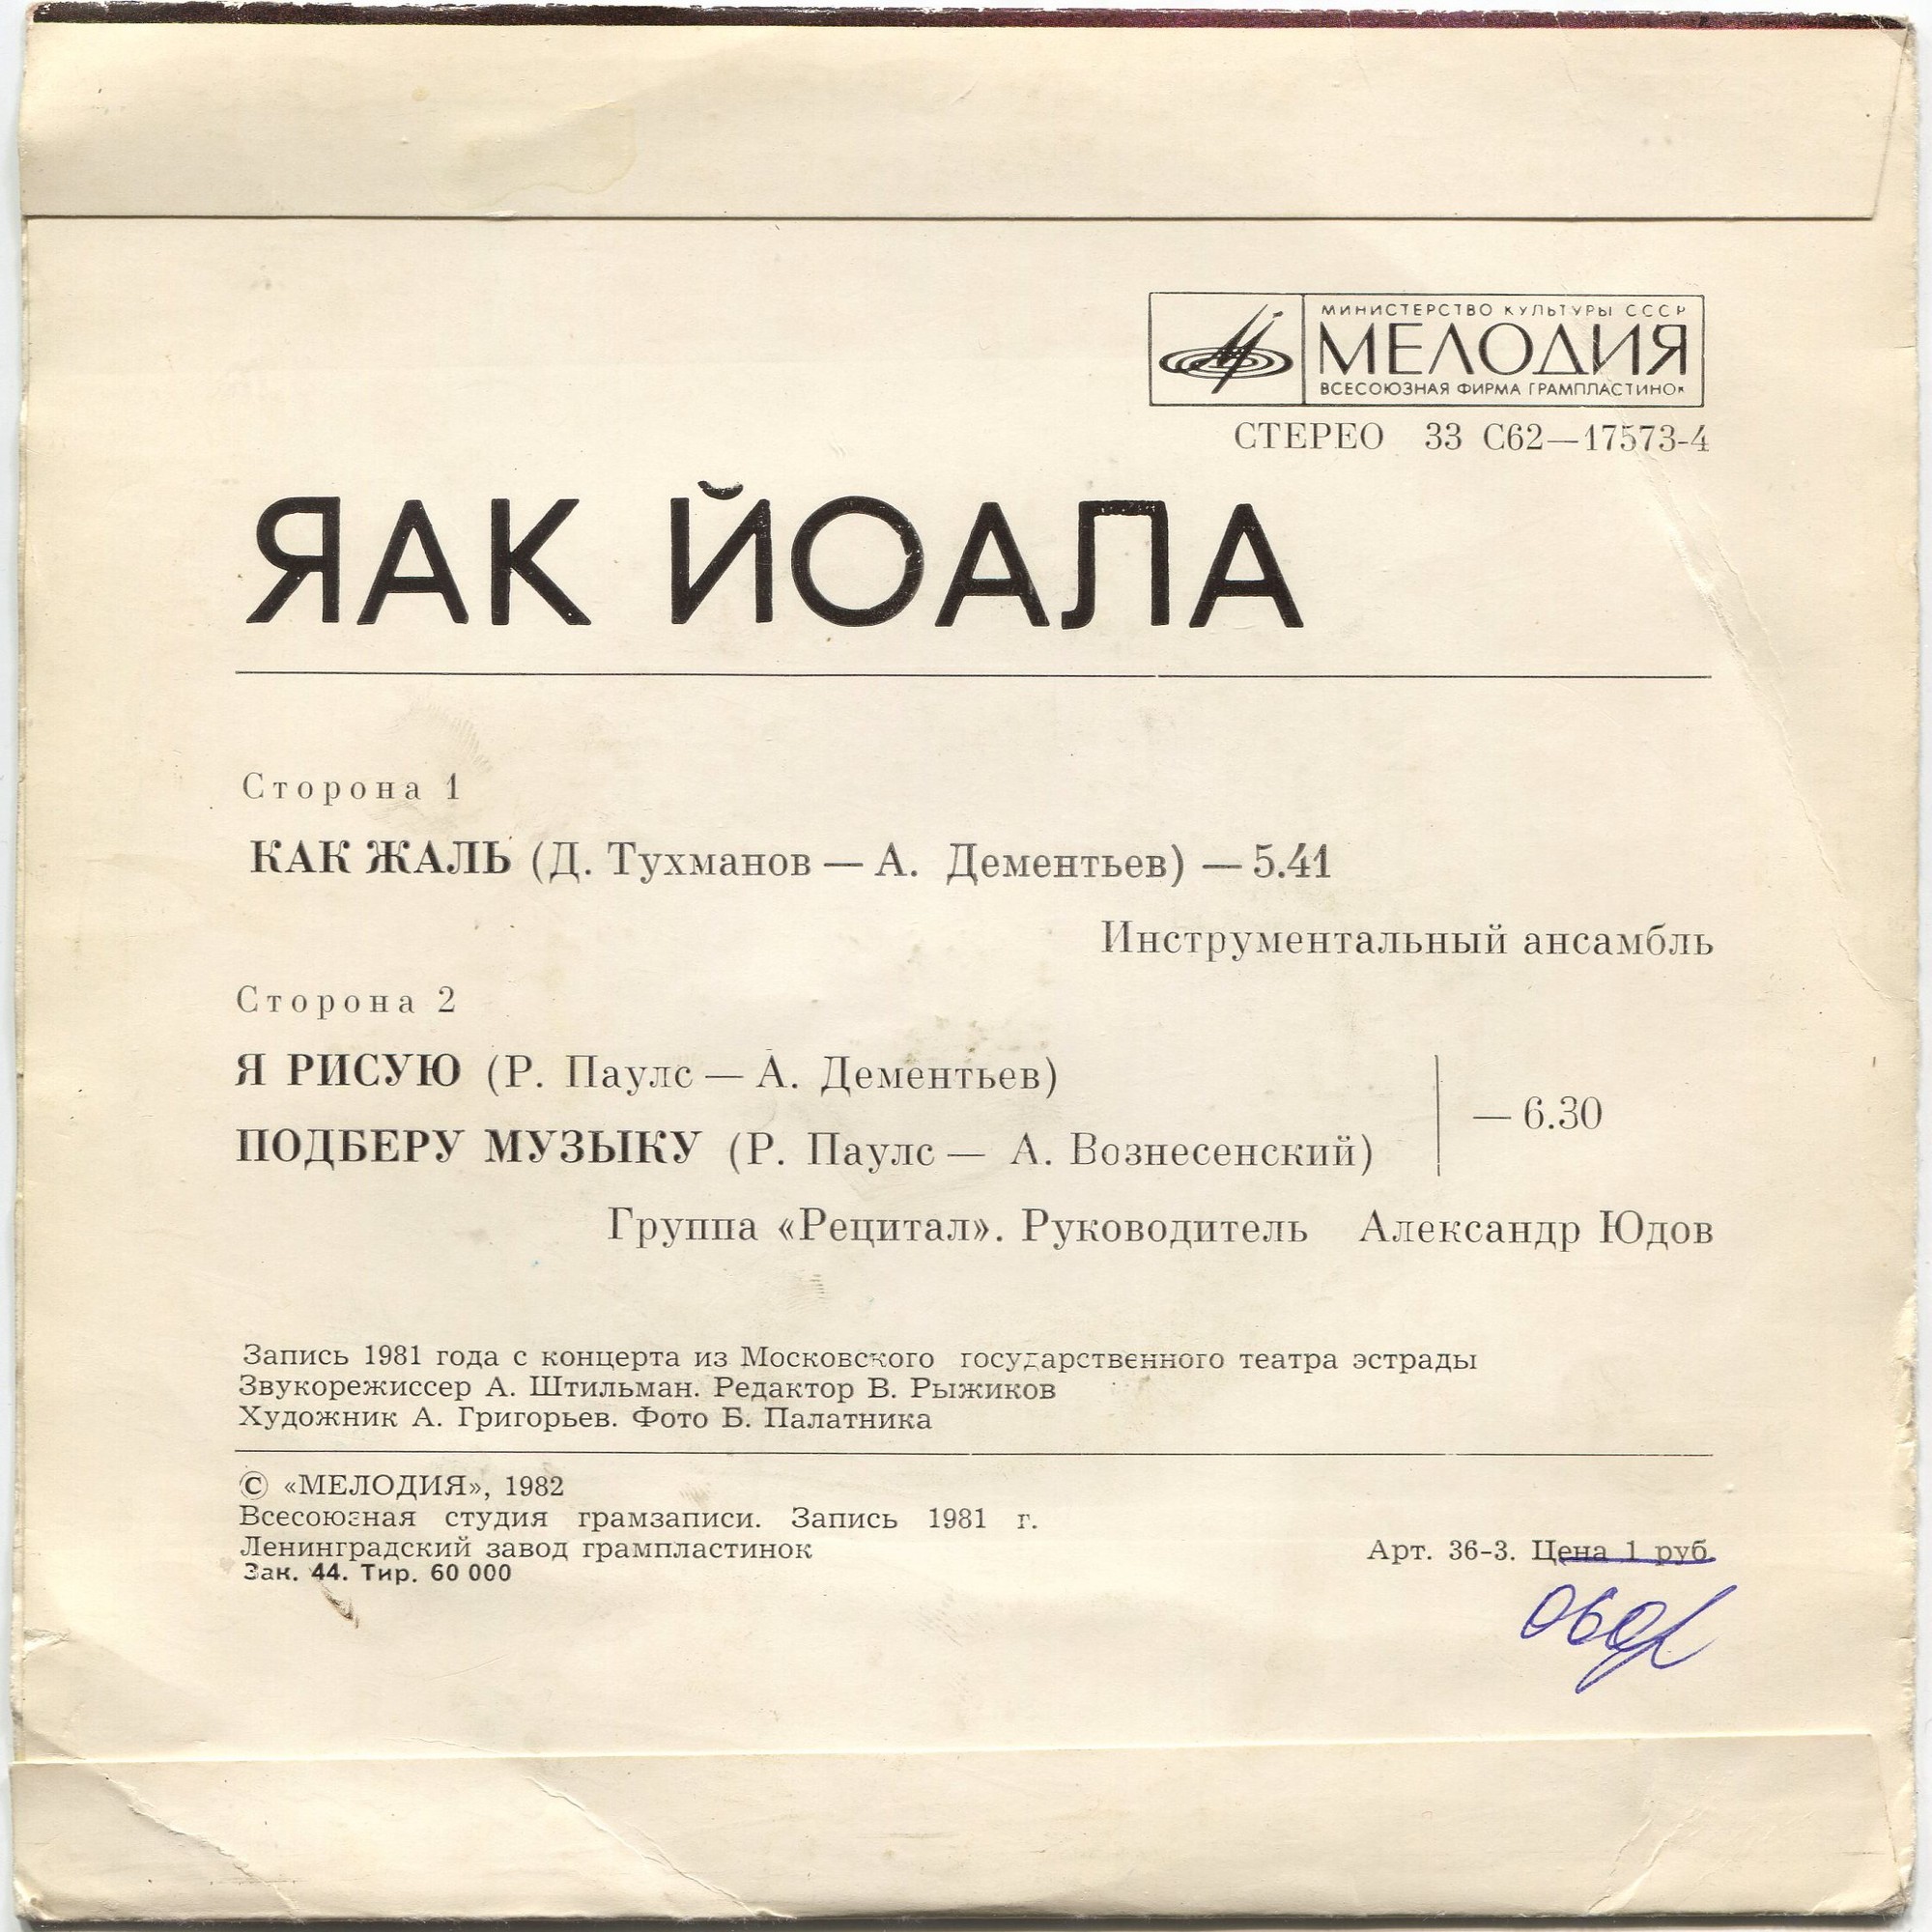 МИНИСТЕРСТВО КУЛЬТУРЫ СССР
МЕЛОДИЯ
ВСЕСОЮЗНАЯ ФИРМА ГРАМПЛАСТИНОК
СТЕРЕО 33 С62—17573-4
ЯАК ЙОАЛА
Сторона 1
КАК ЖАЛЬ (Д. Тухманов — А. Дементьев) — 5.41
Инструментальный ансамбль
Сторона 2
Я РИСУЮ (Р. Паулс — А. Дементьев)
ПОДБЕРУ МУЗЫКУ (Р. Паулс — А. Вознесенский)
— 6.30
Группа «Рецитал». Руководитель Александр Юдов
Запись 1981 года с концерта из Московского государственного театра эстрады
Звукорежиссер А. Штильман. Редактор В. Рыжиков
Художник А. Григорьев. Фото Б. Палатника
© «МЕЛОДИЯ», 1982
Всесоюзная студия грамзаписи. Запись 1981 г.
Ленинградский завод грампластинок
Зак. 44. Тир. 60 000
Арт. 36-3. Цена 1 руб